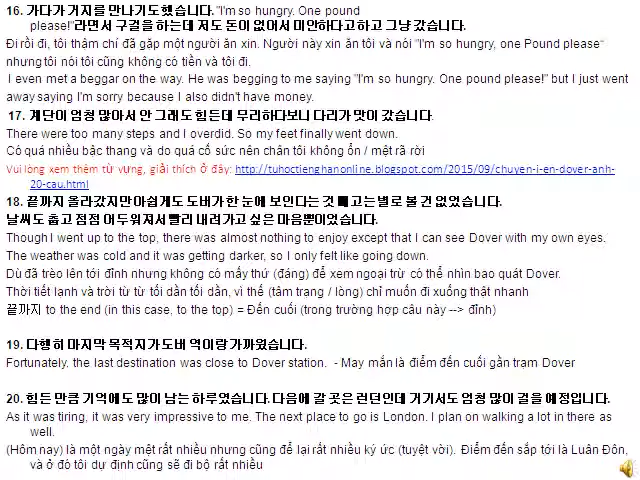 16. 가다가 거지를 만나기도 했습니다. "I'm so hungry. One pound
please!"라면서 구걸을 하는데 저도 돈이 없어서 미안하다고하고 그냥 갔습니다.
Đi rồi đi, tôi thậm chí đã gặp một người ăn xin. Người này xin ăn tôi và nói "I'm so hungry, one Pound please“
nhưng tôi nói tôi cũng không có tiền và tôi đi.
I even met a beggar on the way. He was begging to me saying "I'm so hungry. One pound please!" but I just went
away saying I'm sorry because I also didn't have money.
17. 계단이 엄청 많아서 안 그래도 힘든데 무리하다보니 다리가 맛이 갔습니다.
There were too many steps and I overdid. So my feet finally went down.
Có quá nhiều bậc thang và do quá cố sức nên chân tôi không ổn / mệt rã rời
Vui lòng xem thêm từ vựng, giải thích ở đây: http://tuhoctienghanonline.blogspot.com/2015/09/chuyen-i-en-dover-anh-
20-cau.html
18. 끝까지 올라갔지만 아쉽게도 도버가 한 눈에 보인다는 것 빼고는 별로 볼 건 없었습니다.
날씨도 춥고 점점 어두워져서 빨리 내려가고 싶은 마음뿐이었습니다.
Though I went up to the top, there was almost nothing to enjoy except that I can see Dover with my own eyes.
The weather was cold and it was getting darker, so I only felt like going down.
Dù đã trèo lên tới đỉnh nhưng không có mấy thứ (đáng) để xem ngoại trừ có thể nhìn bao quát Dover.
Thời tiết lạnh và trời từ từ tối dần tối dần, vì thế (tâm trạng / lòng) chỉ muốn đi xuống thật nhanh
끝까지 to the end (in this case, to the top) = Đến cuối (trong trường hợp câu này --> đỉnh)
19. 다행히 마지막 목적지가 도버 역이랑 가까웠습니다.
Fortunately, the last destination was close to Dover station.  - May mắn là điểm đến cuối gần trạm Dover
20. 힘든 만큼 기억에도 많이 남는 하루였습니다. 다음에 갈 곳은 런던인데 거기서도 엄청 많이 걸을 예정입니다.
As it was tiring, it was very impressive to me. The next place to go is London. I plan on walking a lot in there as
well.
(Hôm nay) là một ngày mệt rất nhiều nhưng cũng để lại rất nhiều ký ức (tuyệt vời). Điểm đến sắp tới là Luân Đôn,
và ở đó tôi dự định cũng sẽ đi bộ rất nhiều